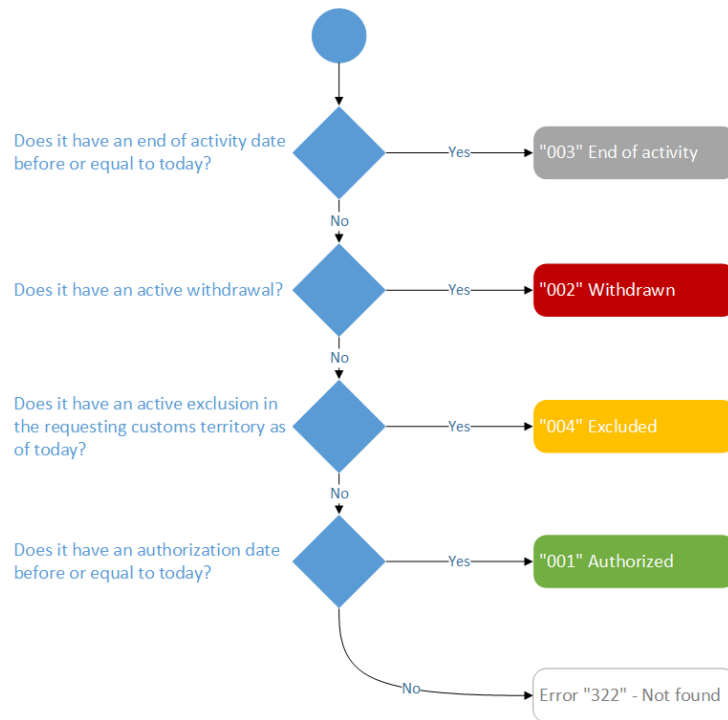 Does it have an end of activity date
before or equal to today?
Yes
"003" End of activity
No
Does it have an active withdrawal?
Yes
"002" Withdrawn
No
Does it have an active exclusion in
the requesting customs territory as
of today?
Yes
"004" Excluded
No
Does it have an authorization date
before or equal to today?
Yes
"001" Authorized
No
Error "322" - Not found